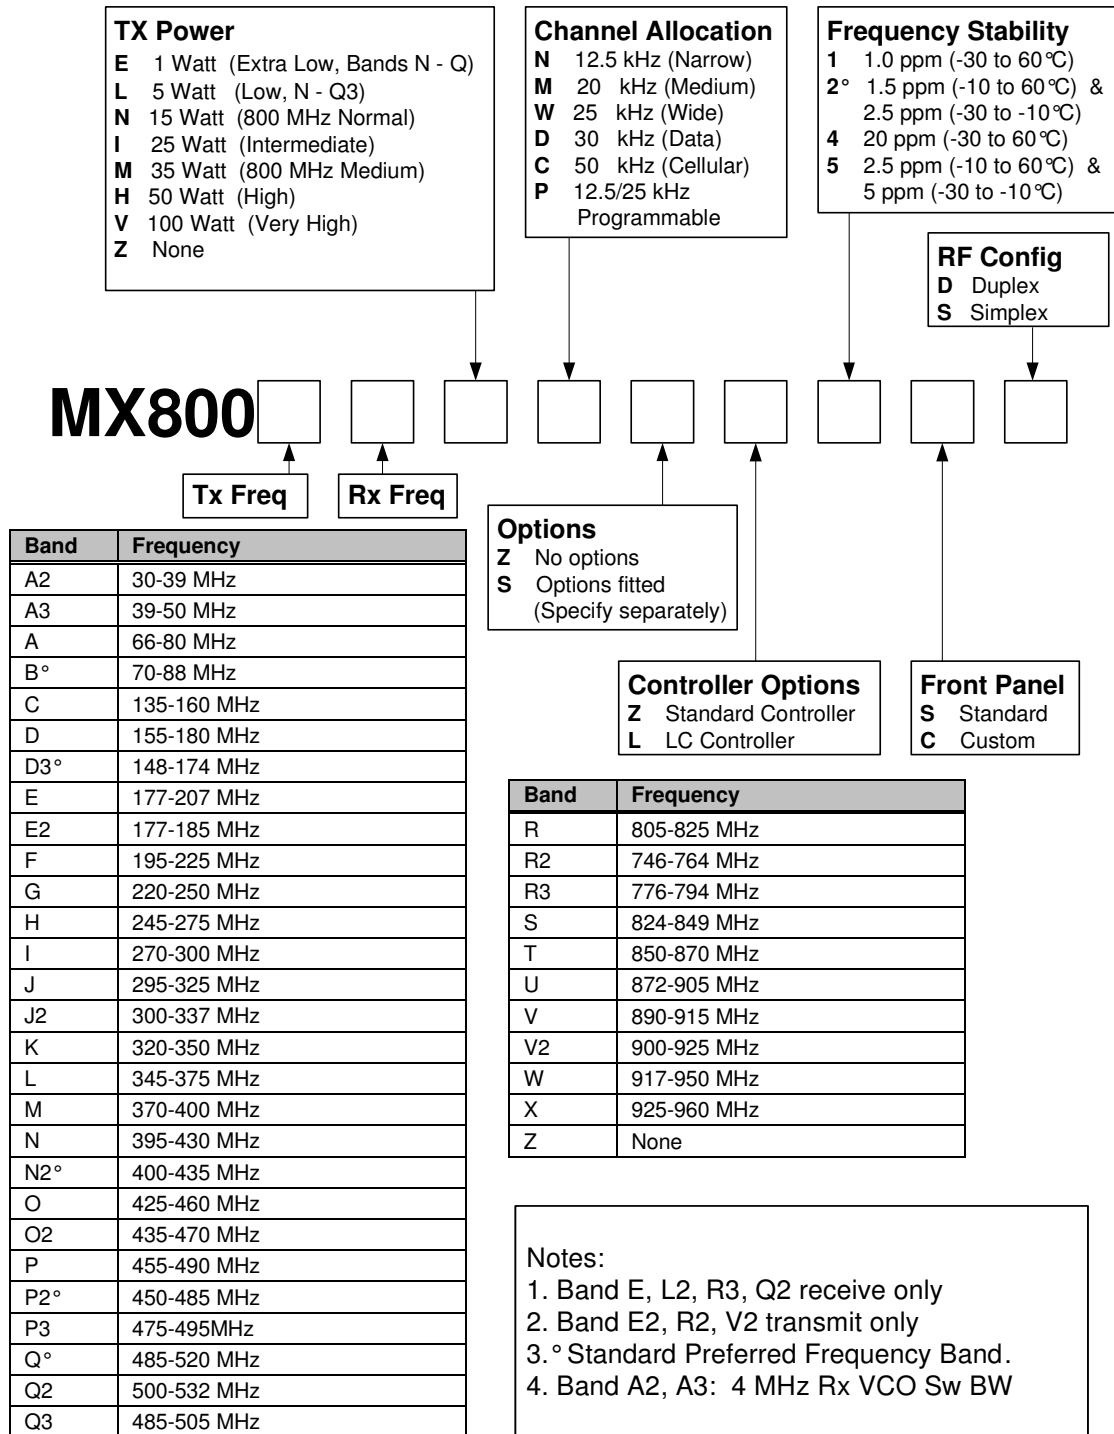 TX Power
E 1 Watt (Extra Low, Bands N - Q)
L 5 Watt (Low, N - Q3)
N 15 Watt (800 MHz Normal)
I 25 Watt (Intermediate)
M 35 Watt (800 MHz Medium)
H 50 Watt (High)
V 100 Watt (Very High)
Z None
Channel Allocation
N 12.5 kHz (Narrow)
M 20 kHz (Medium)
W 25 kHz (Wide)
D 30 kHz (Data)
C 50 kHz (Cellular)
P 12.5/25 kHz
Programmable
Frequency Stability
1 1.0 ppm (-30 to 60°C)
2° 1.5 ppm (-10 to 60°C) &
2.5 ppm (-30 to -10°C)
4 20 ppm (-30 to 60°C)
5 2.5 ppm (-10 to 60°C) &
5 ppm (-30 to -10°C)
RF Config
D Duplex
S Simplex
MX800
Tx Freq
Rx Freq
Options
Z No options
S Options fitted
(Specify separately)
Controller Options
Z Standard Controller
L LC Controller
Front Panel
S Standard
C Custom
Band Frequency
A2 30-39 MHz
A3 39-50 MHz
A 66-80 MHz
B° 70-88 MHz
C 135-160 MHz
D 155-180 MHz
D3° 148-174 MHz
E 177-207 MHz
E2 177-185 MHz
F 195-225 MHz
G 220-250 MHz
H 245-275 MHz
I 270-300 MHz
J 295-325 MHz
J2 300-337 MHz
K 320-350 MHz
L 345-375 MHz
M 370-400 MHz
N 395-430 MHz
N2° 400-435 MHz
O 425-460 MHz
O2 435-470 MHz
P 455-490 MHz
P2° 450-485 MHz
P3 475-495MHz
Q° 485-520 MHz
Q2 500-532 MHz
Q3 485-505 MHz
Band Frequency
R 805-825 MHz
R2 746-764 MHz
R3 776-794 MHz
S 824-849 MHz
T 850-870 MHz
U 872-905 MHz
V 890-915 MHz
V2 900-925 MHz
W 917-950 MHz
X 925-960 MHz
Z None
Notes:
1. Band E, L2, R3, Q2 receive only
2. Band E2, R2, V2 transmit only
3.° Standard Preferred Frequency Band.
4. Band A2, A3: 4 MHz Rx VCO Sw BW